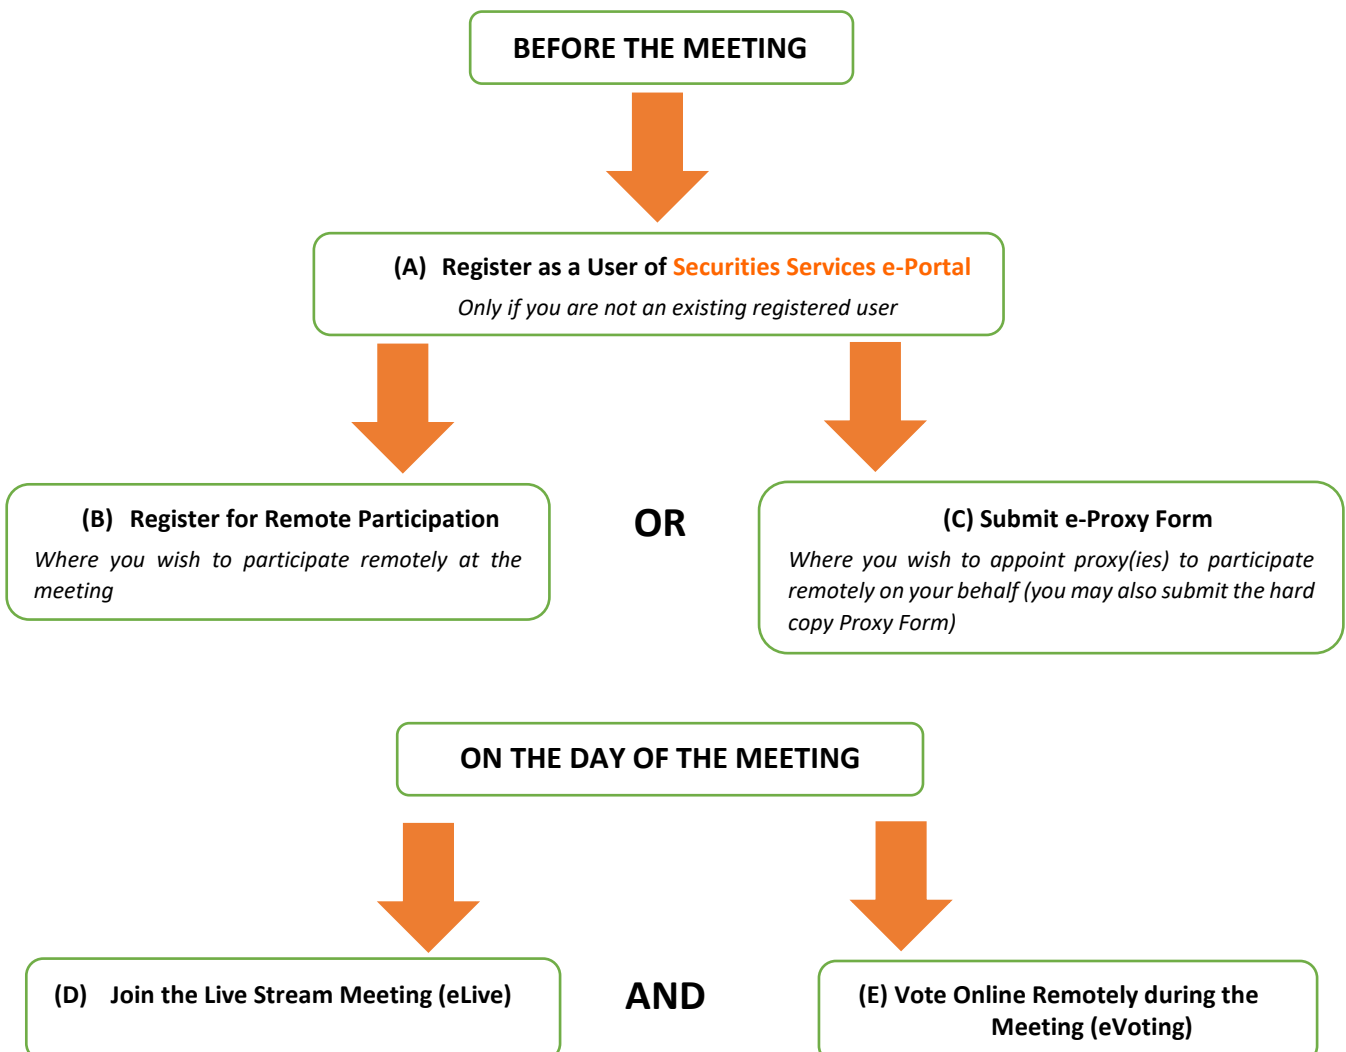 BEFORE THE MEETING
(A) Register as a User of Securities Services e-Portal
Only if you are not an existing registered user
(B) Register for Remote Participation
Where you wish to participate remotely at the
meeting
OR
(C) Submit e-Proxy Form
Where you wish to appoint proxy(ies) to participate
remotely on your behalf (you may also submit the hard
copy Proxy Form)
ON THE DAY OF THE MEETING
(D) Join the Live Stream Meeting (eLive)
AND
(E) Vote Online Remotely during the
Meeting (eVoting)